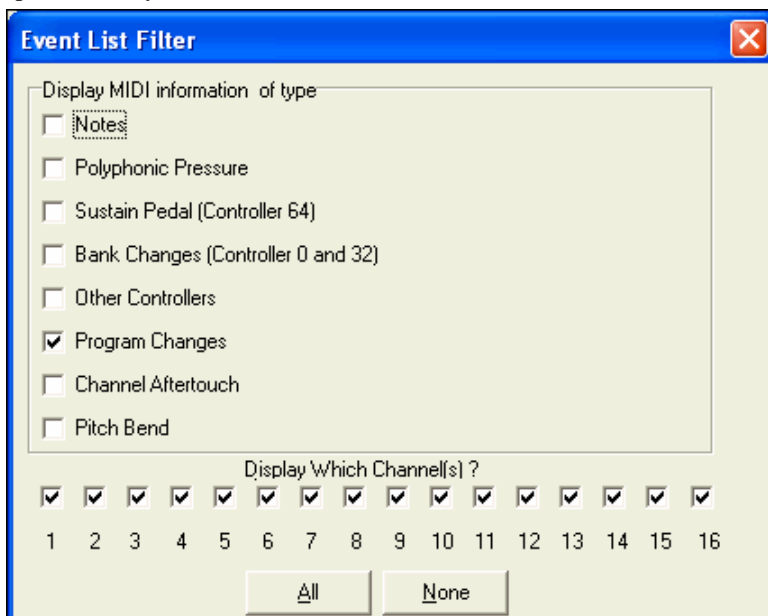 Event List Filter
Display MIDI information of type
Notes
Polyphonic Pressure
Sustain Pedal (Controller 64)
Bank Changes (Controller 0 and 32)
Other Controllers
Program Changes
Channel Aftertouch
Pitch Bend
Display Which Channel(s) ?
1 2 3 4 5 6 7 8 9 10 11 12 13 14 15 16
All None